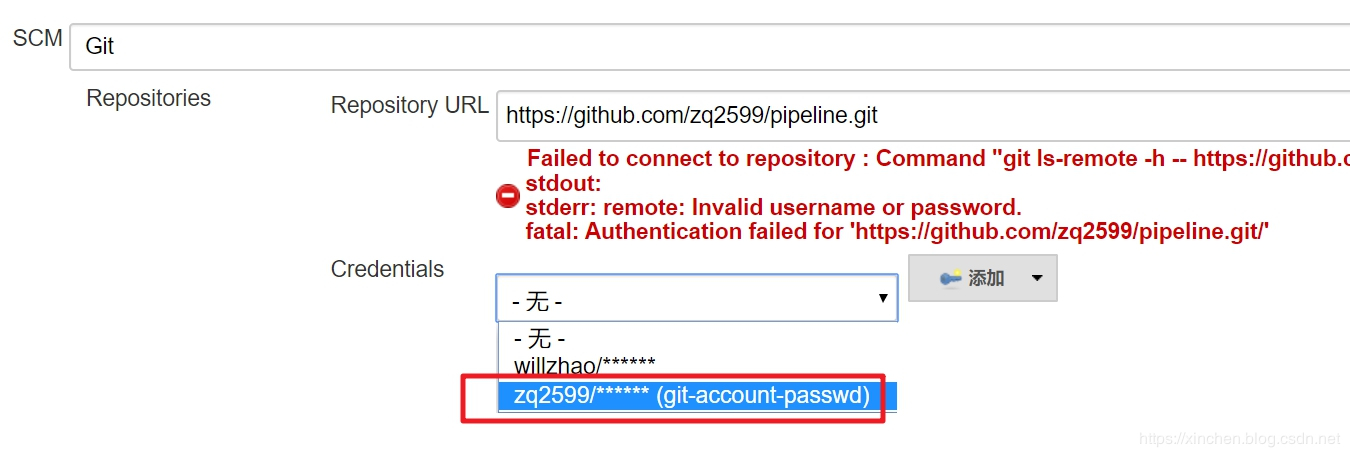 SCM
Git
Repositories
Repository URL
https://github.com/zq2599/pipeline.git
Failed to connect to repository : Command "git ls-remote -h -- https://github.c
stdout:
stderr: remote: Invalid username or password.
fatal: Authentication failed for 'https://github.com/zq2599/pipeline.git/'
Credentials
- 无 -
添加
- 无 -
willzhao/******
zq2599/****** (git-account-passwd)
https://xinchen.blog.csdn.net